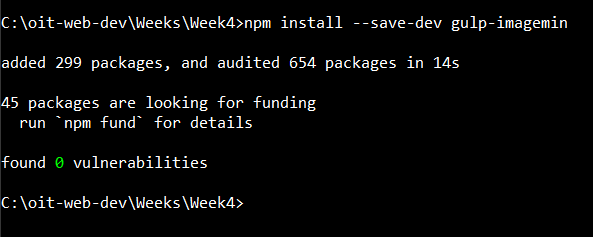 C:\oit-web-dev\Weeks\Week4>npm install --save-dev gulp-imagemin
added 299 packages, and audited 654 packages in 14s
45 packages are looking for funding
  run `npm fund` for details
found 0 vulnerabilities
C:\oit-web-dev\Weeks\Week4>